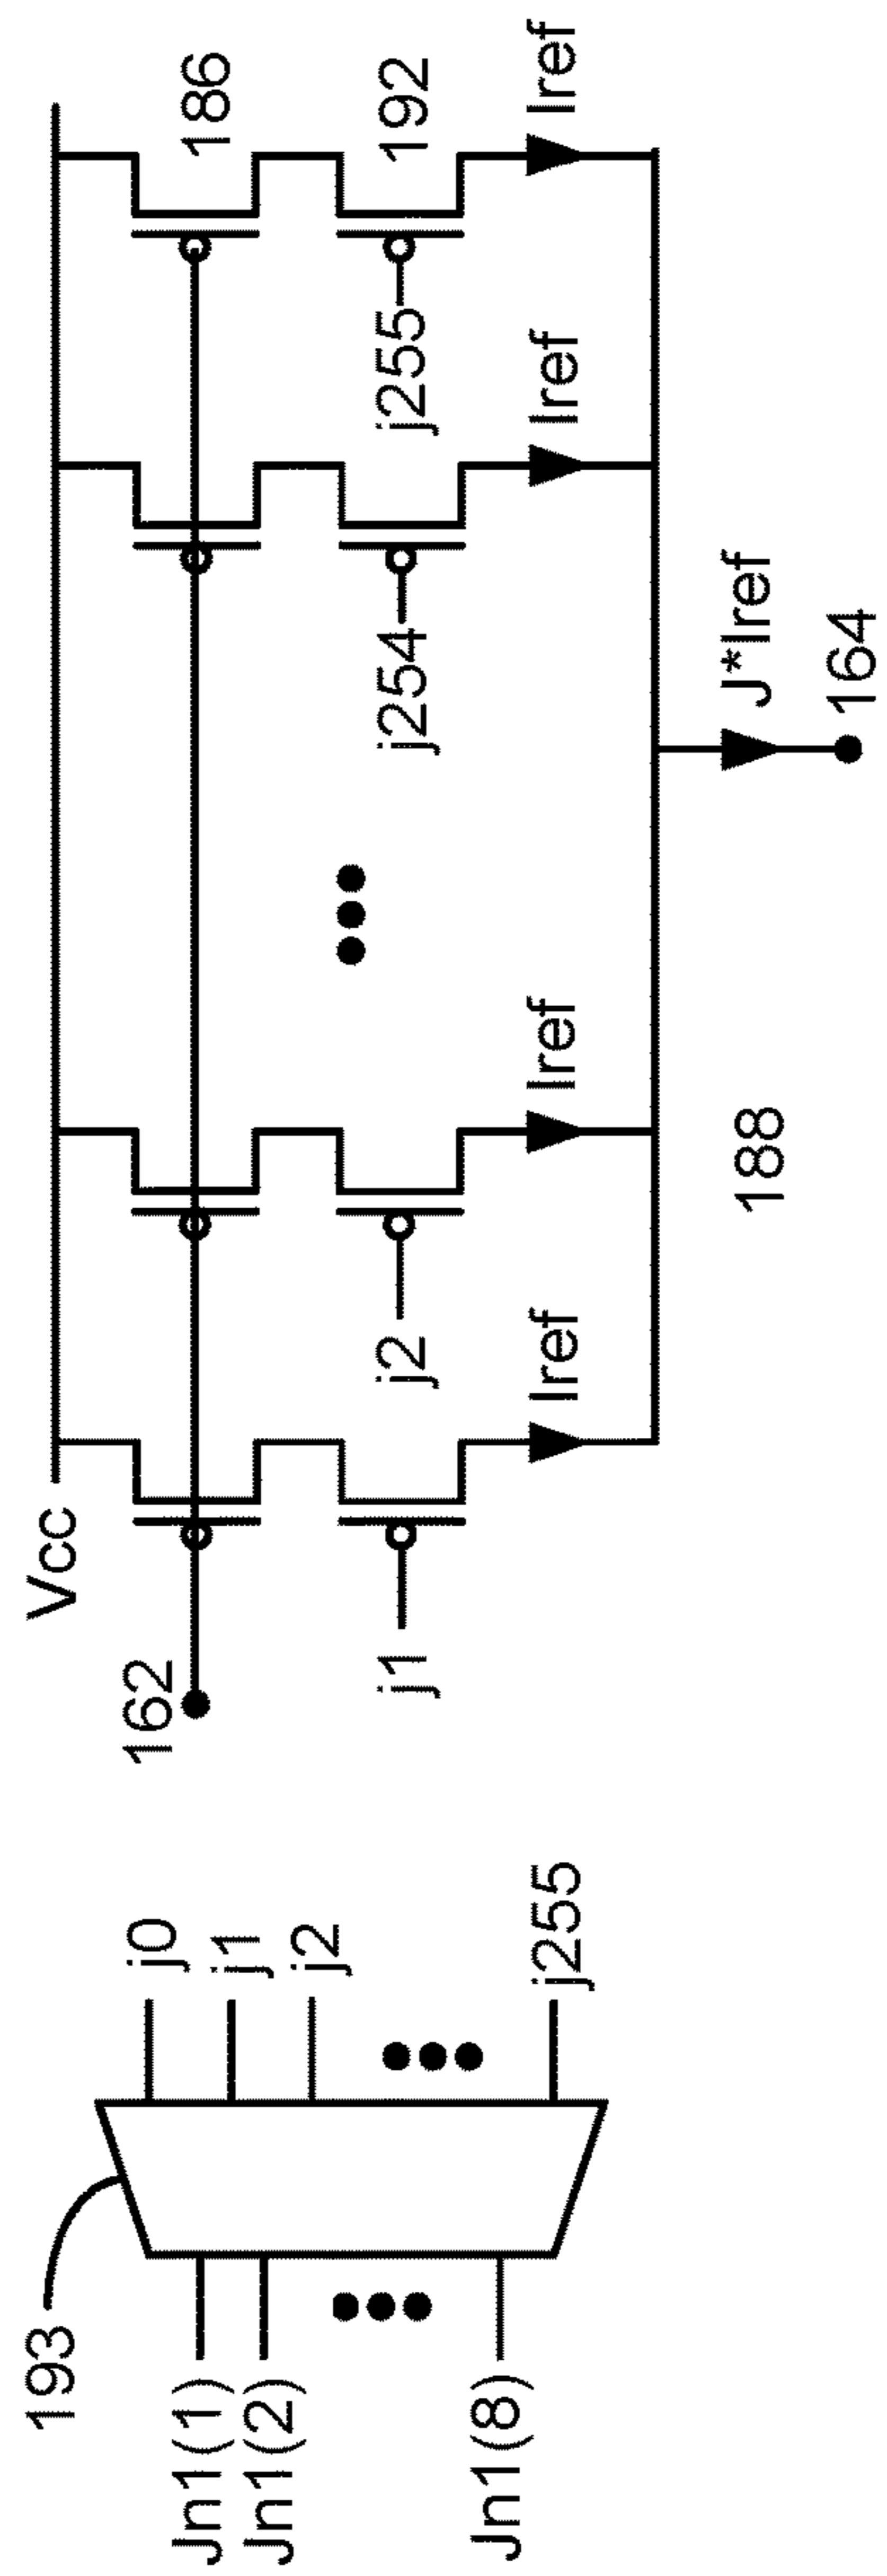 193
Jn1(1)
Jn1(2)
Jn1(8)
j0
j1
j2
j255
Vcc
162
186
192
j1
j2
j254
j255
Iref
Iref
Iref
Iref
188
J*Iref
164